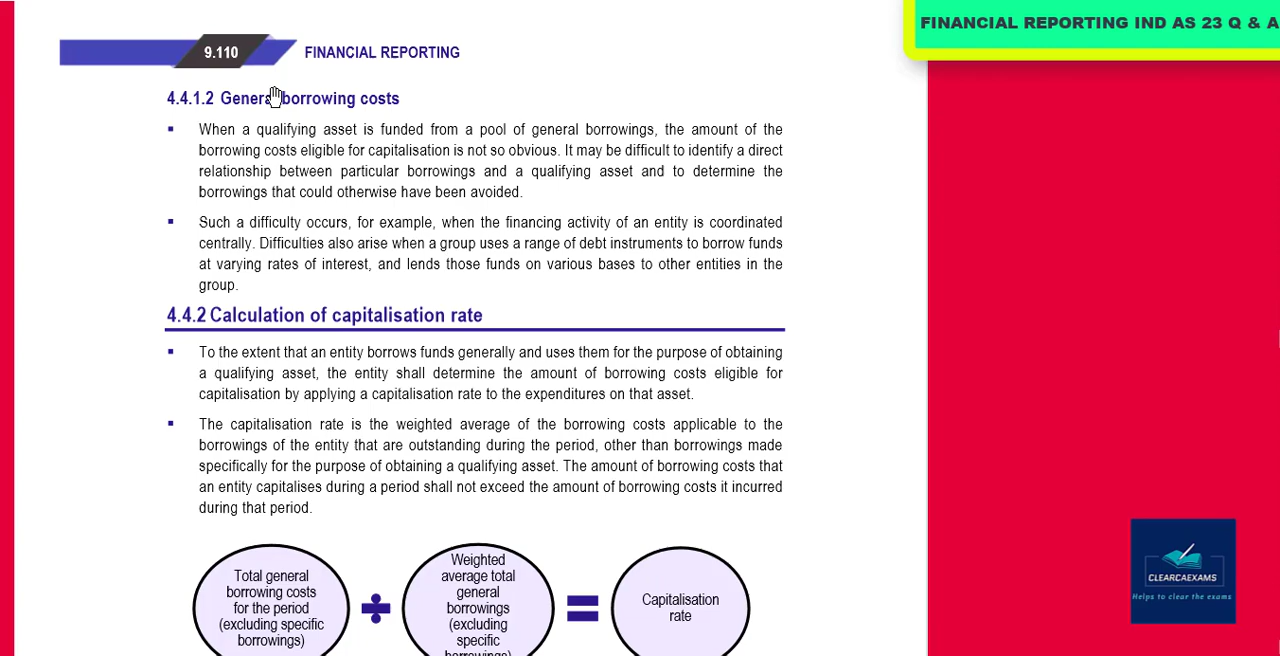 FINANCIAL REPORTING IND AS 23 Q & A
9.110 FINANCIAL REPORTING
4.4.1.2 General borrowing costs
▪ When a qualifying asset is funded from a pool of general borrowings, the amount of the
borrowing costs eligible for capitalisation is not so obvious. It may be difficult to identify a direct
relationship between particular borrowings and a qualifying asset and to determine the
borrowings that could otherwise have been avoided.
▪ Such a difficulty occurs, for example, when the financing activity of an entity is coordinated
centrally. Difficulties also arise when a group uses a range of debt instruments to borrow funds
at varying rates of interest, and lends those funds on various bases to other entities in the
group.
4.4.2 Calculation of capitalisation rate
▪ To the extent that an entity borrows funds generally and uses them for the purpose of obtaining
a qualifying asset, the entity shall determine the amount of borrowing costs eligible for
capitalisation by applying a capitalisation rate to the expenditures on that asset.
▪ The capitalisation rate is the weighted average of the borrowing costs applicable to the
borrowings of the entity that are outstanding during the period, other than borrowings made
specifically for the purpose of obtaining a qualifying asset. The amount of borrowing costs that
an entity capitalises during a period shall not exceed the amount of borrowing costs it incurred
during that period.
Total general
borrowing costs
for the period
(excluding specific
borrowings)
÷
Weighted
average total
general
borrowings
(excluding
specific
borrowings)
=
Capitalisation
rate
CLEARCAEXAMS
Helps to clear the exams